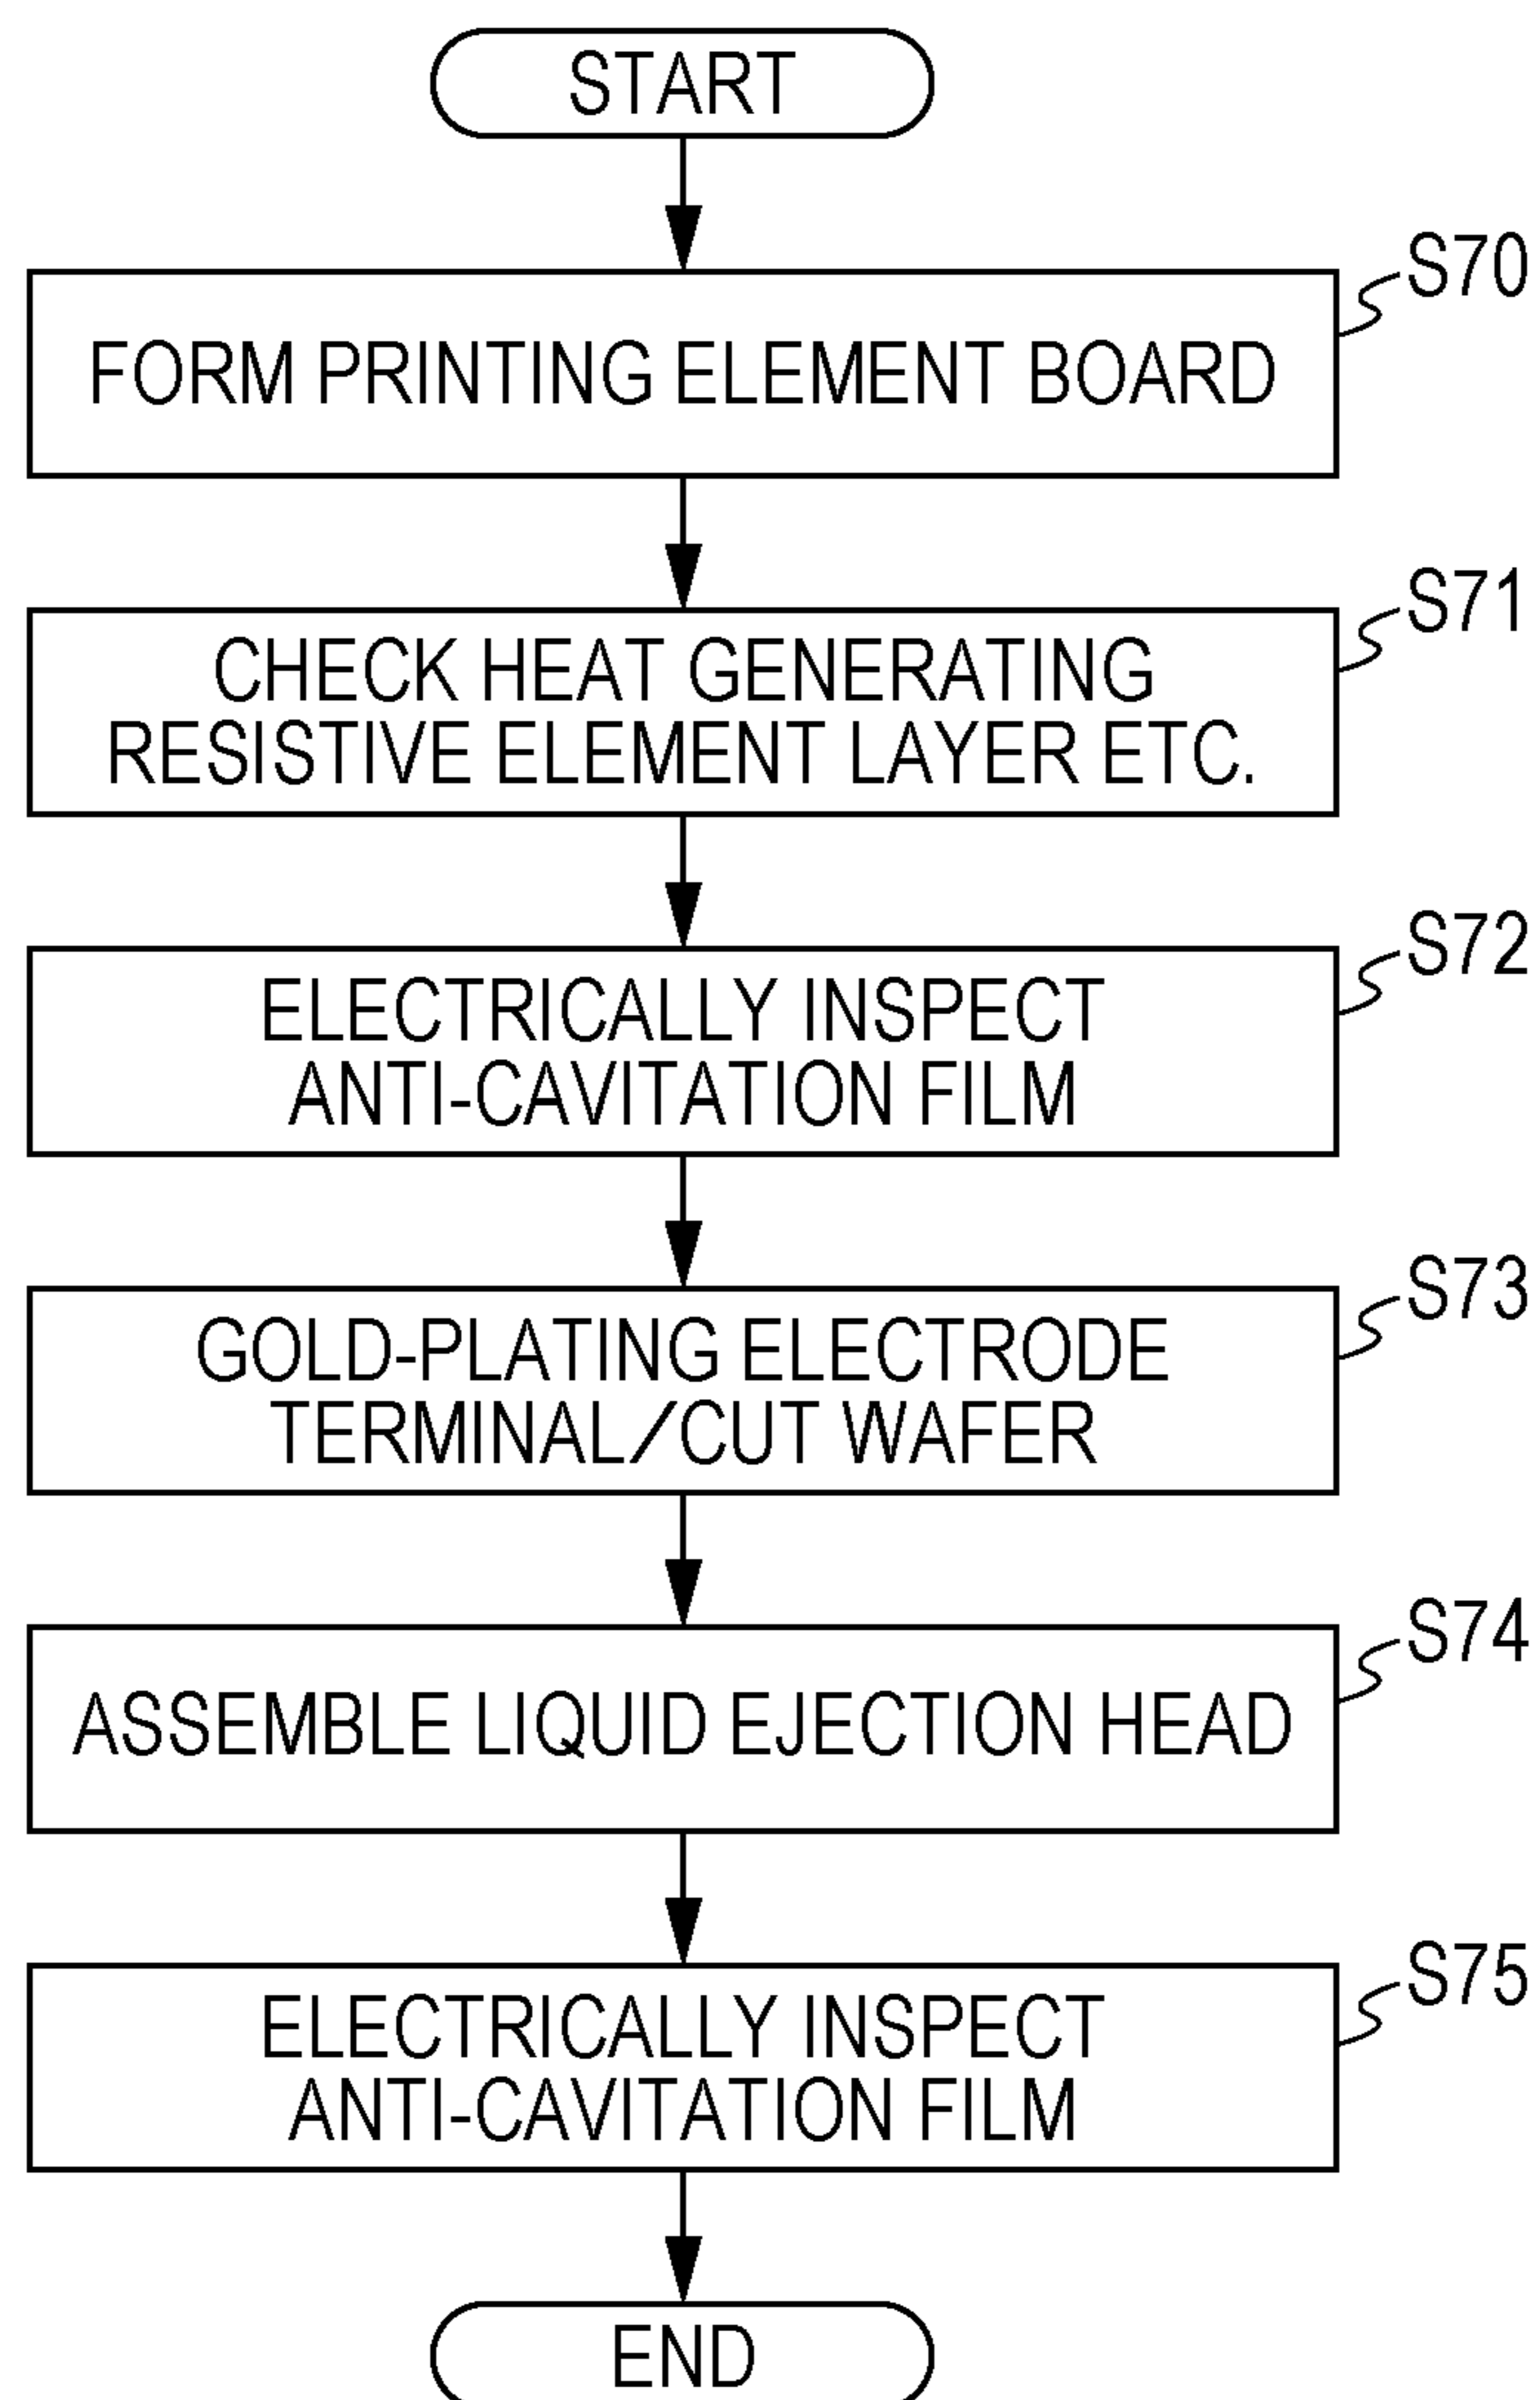 START
S70
FORM PRINTING ELEMENT BOARD
S71
CHECK HEAT GENERATING
RESISTIVE ELEMENT LAYER ETC.
S72
ELECTRICALLY INSPECT
ANTI-CAVITATION FILM
S73
GOLD-PLATING ELECTRODE
TERMINAL/CUT WAFER
S74
ASSEMBLE LIQUID EJECTION HEAD
S75
ELECTRICALLY INSPECT
ANTI-CAVITATION FILM
END